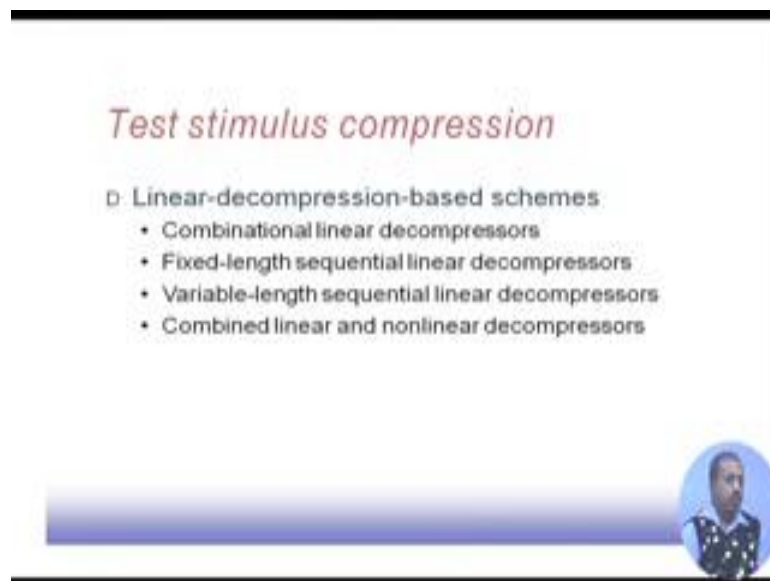 Test stimulus compression
Linear-decompression-based schemes
• Combinational linear decompressors
• Fixed-length sequential linear decompressors
• Variable-length sequential linear decompressors
• Combined linear and nonlinear decompressors